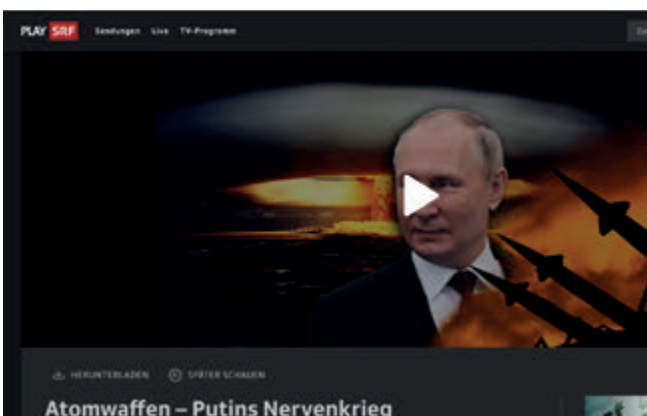 PLAY SRF Sendungen Live TV-Programm
HERUNTERLADEN SPÄTER SCHAUEN
Atomwaffen – Putins Nervenkrieg